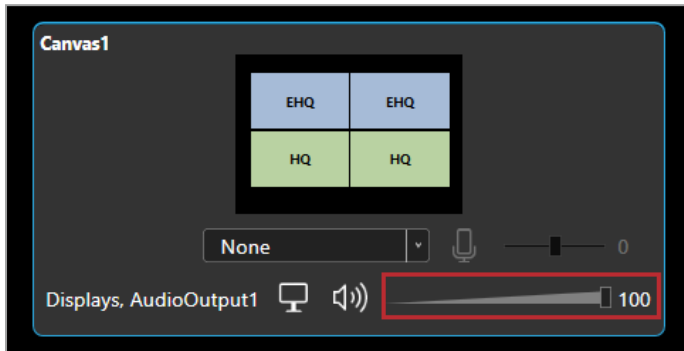 Canvas1
EHQ EHQ
HQ HQ
None 0
Displays, AudioOutput1 100